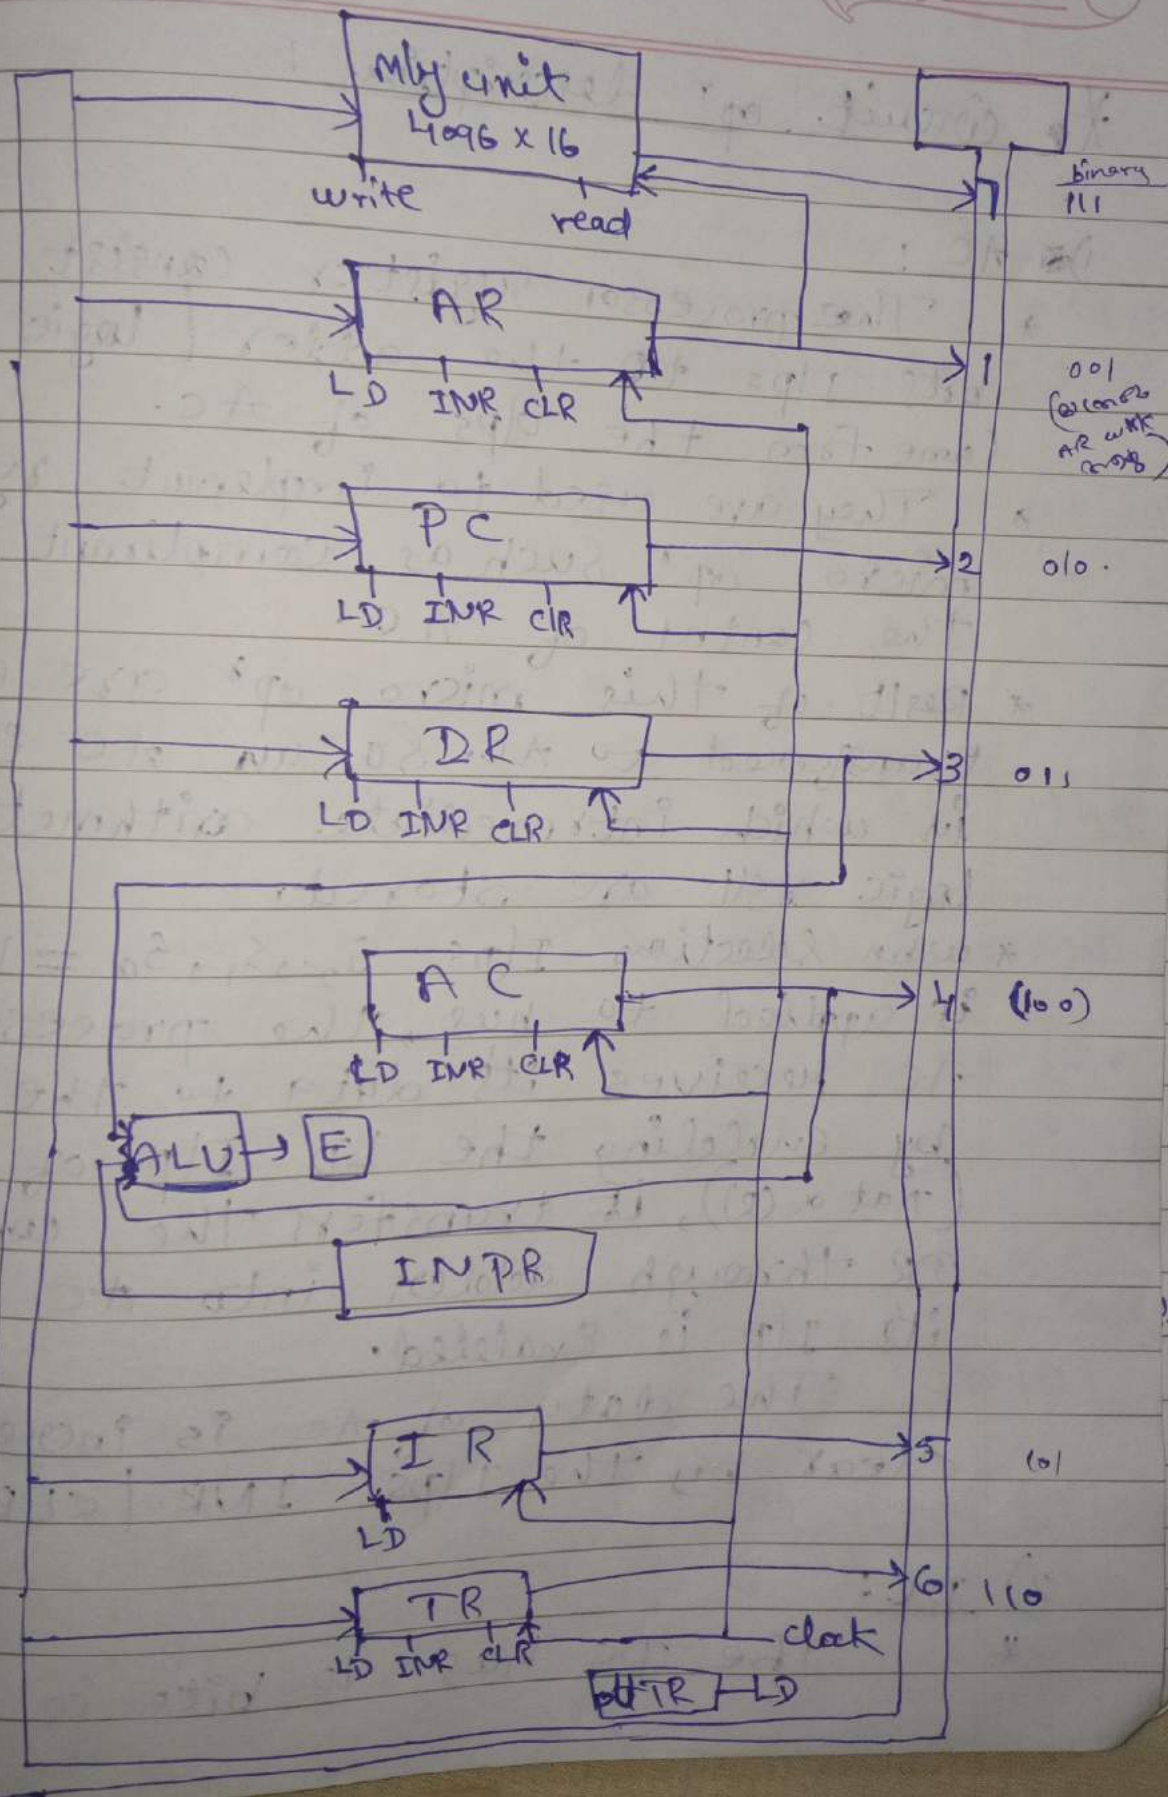 Mly unit
4096 x 16
write
read
7
binary
111
AR
LD INR CLR
1
001
PC
LD INR ClR
2
010.
DR
LD INR CLR
3
011
AC
LD INR CLR
4
(100)
ALU
E
INPR
IR
LD
5
101
TR
LD INR CLR
6
110
clock
OUTR LD